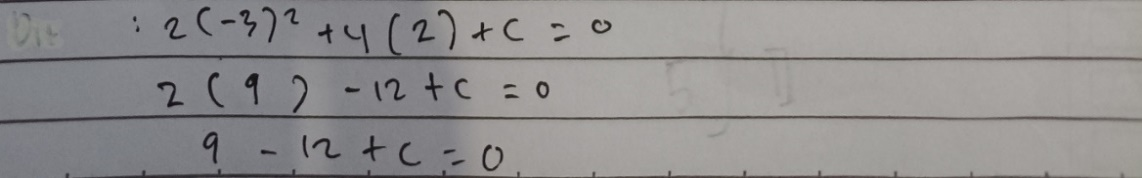 : 2(-3)² + 4(2) + c = 0
2(9) - 12 + c = 0
9 - 12 + c = 0